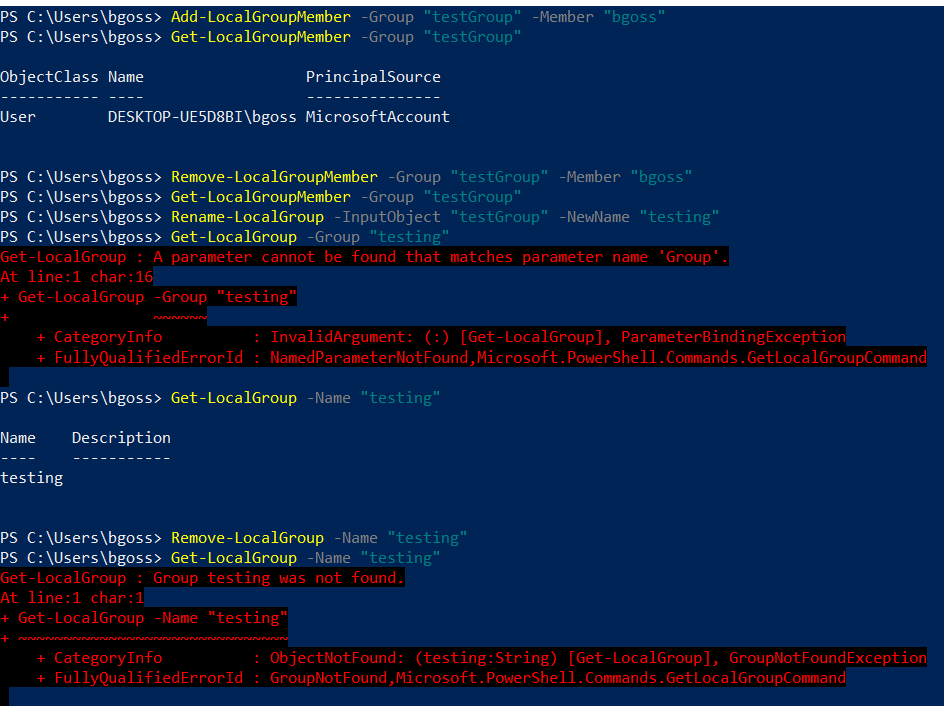 PS C:\Users\bgoss> Add-LocalGroupMember -Group "testGroup" -Member "bgoss"
PS C:\Users\bgoss> Get-LocalGroupMember -Group "testGroup"
ObjectClass Name                  PrincipalSource
----------- ----                  ---------------
User        DESKTOP-UE5D8BI\bgoss MicrosoftAccount
PS C:\Users\bgoss> Remove-LocalGroupMember -Group "testGroup" -Member "bgoss"
PS C:\Users\bgoss> Get-LocalGroupMember -Group "testGroup"
PS C:\Users\bgoss> Rename-LocalGroup -InputObject "testGroup" -NewName "testing"
PS C:\Users\bgoss> Get-LocalGroup -Group "testing"
Get-LocalGroup : A parameter cannot be found that matches parameter name 'Group'.
At line:1 char:16
+ Get-LocalGroup -Group "testing"
+                ~~~~~~
    + CategoryInfo          : InvalidArgument: (:) [Get-LocalGroup], ParameterBindingException
    + FullyQualifiedErrorId : NamedParameterNotFound,Microsoft.PowerShell.Commands.GetLocalGroupCommand
PS C:\Users\bgoss> Get-LocalGroup -Name "testing"
Name    Description
----    -----------
testing
PS C:\Users\bgoss> Remove-LocalGroup -Name "testing"
PS C:\Users\bgoss> Get-LocalGroup -Name "testing"
Get-LocalGroup : Group testing was not found.
At line:1 char:1
+ Get-LocalGroup -Name "testing"
+ ~~~~~~~~~~~~~~~~~~~~~~~~~~~~~~
    + CategoryInfo          : ObjectNotFound: (testing:String) [Get-LocalGroup], GroupNotFoundException
    + FullyQualifiedErrorId : GroupNotFound,Microsoft.PowerShell.Commands.GetLocalGroupCommand